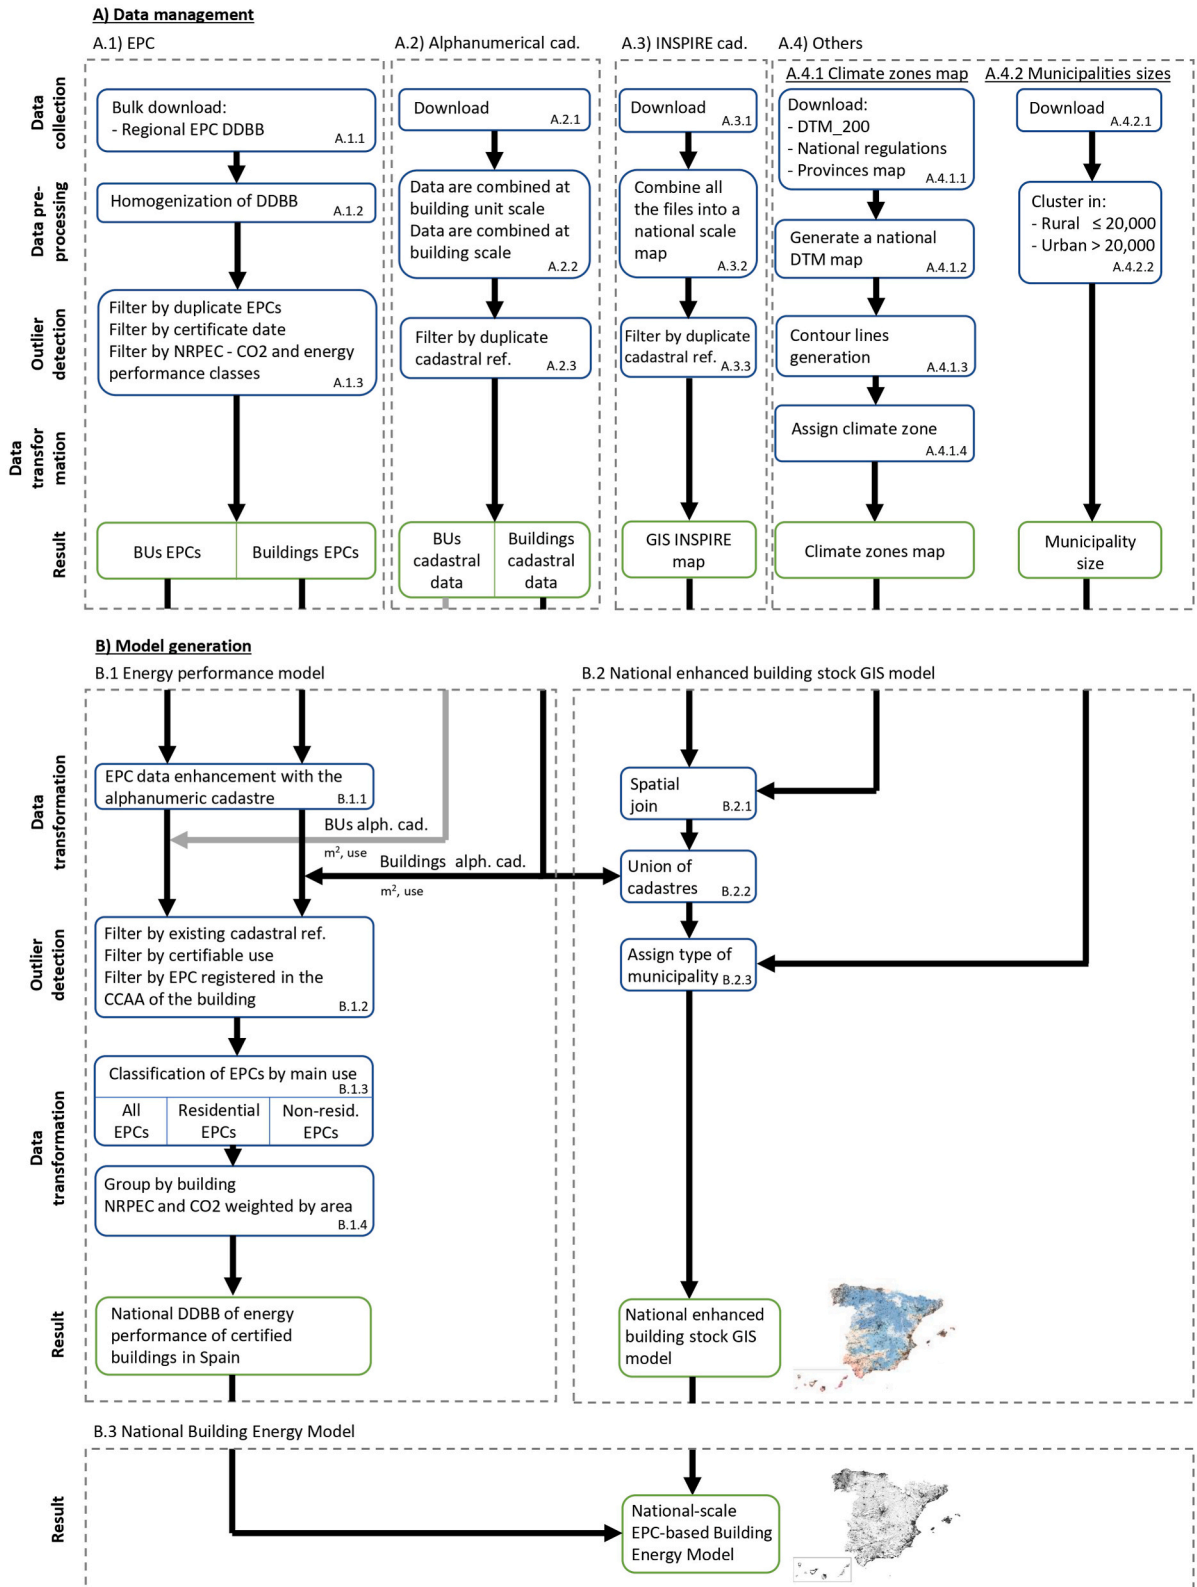 A) Data management
A.1) EPC
A.2) Alphanumerical cad.
A.3) INSPIRE cad.
A.4) Others
A.4.1 Climate zones map
A.4.2 Municipalities sizes
Data
collection
Bulk download:
- Regional EPC DDBB
A.1.1
Download
A.2.1
Download
A.3.1
Download:
- DTM_200
- National regulations
- Provinces map
A.4.1.1
Download
A.4.2.1
Data pre-
processing
Homogenization of DDBB
A.1.2
Data are combined at
building unit scale
Data are combined at
building scale
A.2.2
Combine all
the files into a
national scale
map
A.3.2
Generate a national
DTM map
A.4.1.2
Cluster in:
- Rural ≤ 20,000
- Urban > 20,000
A.4.2.2
Outlier
detection
Filter by duplicate EPCs
Filter by certificate date
Filter by NRPEC - CO2 and energy
performance classes
A.1.3
Filter by duplicate
cadastral ref.
A.2.3
Filter by duplicate
cadastral ref.
A.3.3
Contour lines
generation
A.4.1.3
Data
transfor
mation
Assign climate zone
A.4.1.4
Result
BUs EPCs
Buildings EPCs
BUs
cadastral
data
Buildings
cadastral
data
GIS INSPIRE
map
Climate zones map
Municipality
size
B) Model generation
B.1 Energy performance model
B.2 National enhanced building stock GIS model
Data
transformation
EPC data enhancement with the
alphanumeric cadastre
B.1.1
BUs alph. cad.
m², use
Buildings alph. cad.
m², use
Spatial
join
B.2.1
Union of
cadastres
B.2.2
Outlier
detection
Filter by existing cadastral ref.
Filter by certifiable use
Filter by EPC registered in the
CCAA of the building
B.1.2
Assign type of
municipality
B.2.3
Data
transformation
Classification of EPCs by main use
B.1.3
All
EPCs
Residential
EPCs
Non-resid.
EPCs
Group by building
NRPEC and CO2 weighted by area
B.1.4
Result
National DDBB of energy
performance of certified
buildings in Spain
National enhanced
building stock GIS
model
B.3 National Building Energy Model
Result
National-scale
EPC-based Building
Energy Model